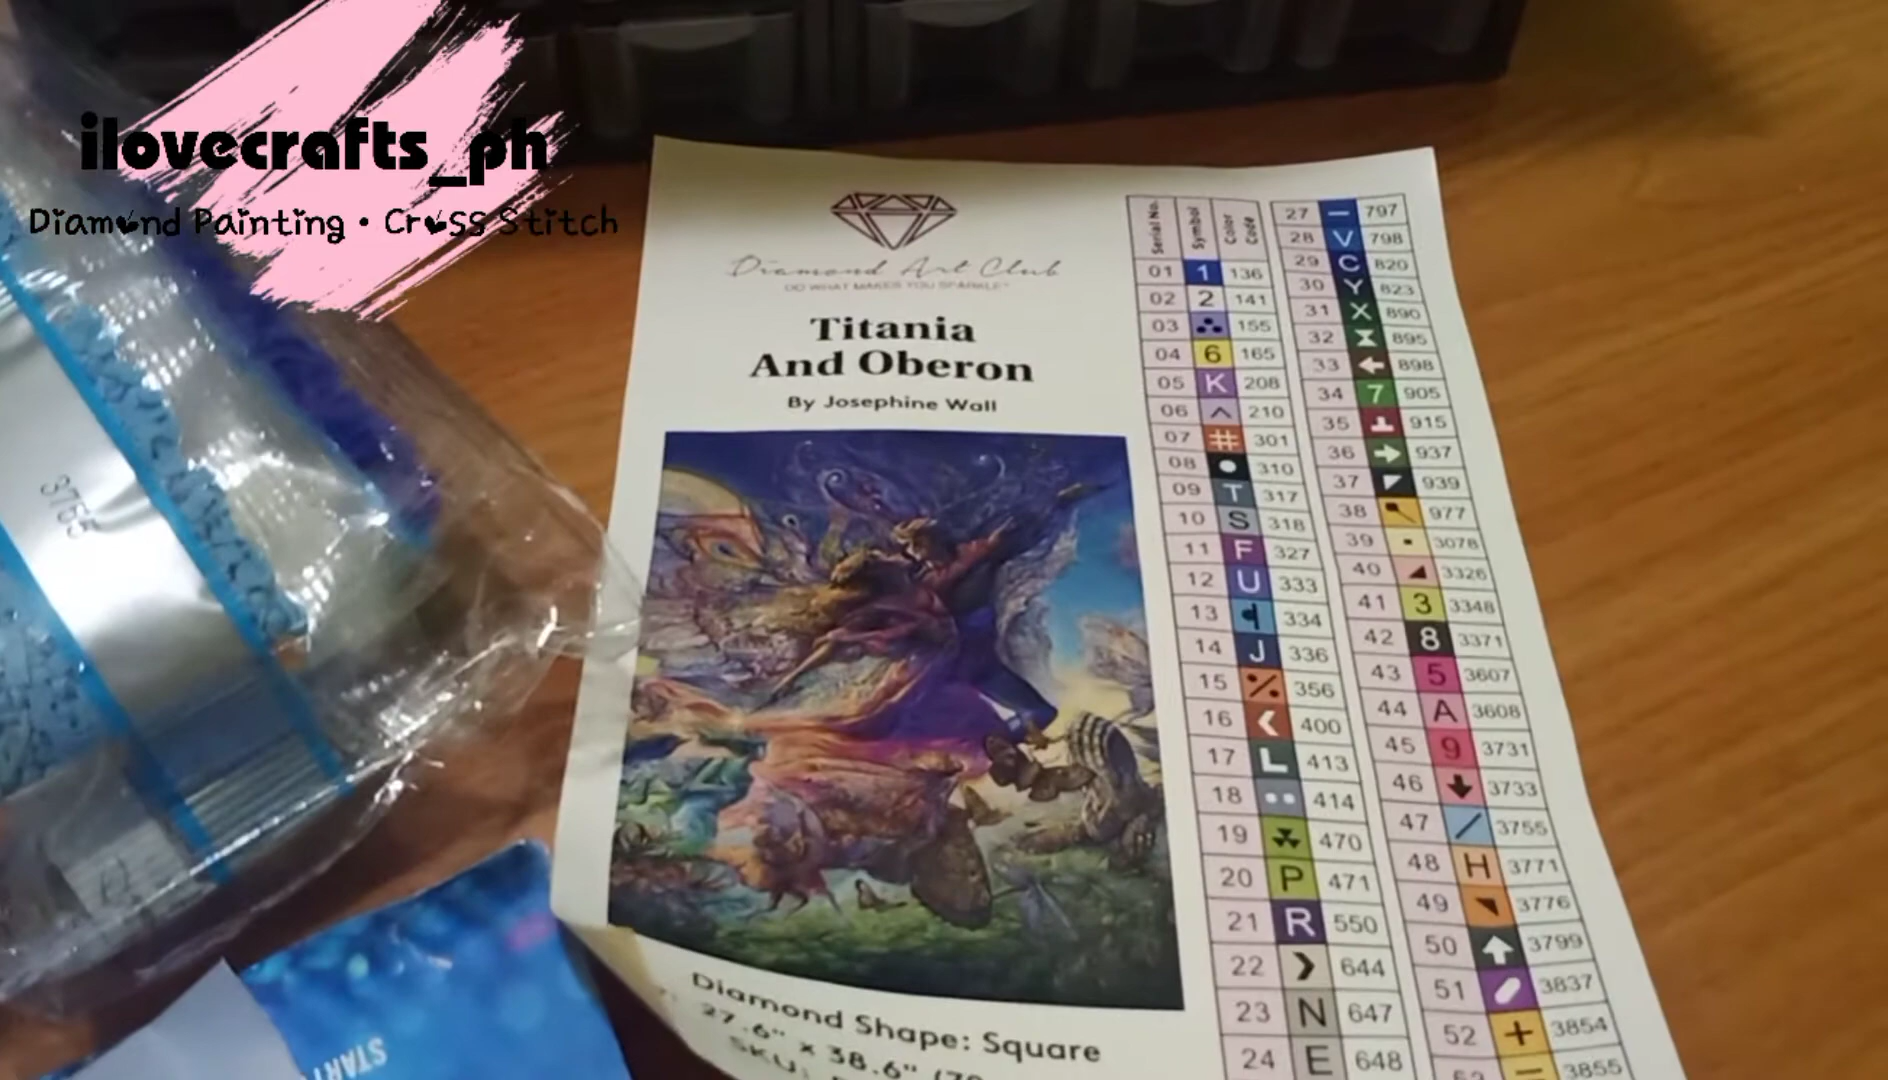 ilovecrafts_ph
Diamond Painting • Cross Stitch
3765
Diamond Art Club
DO WHAT MAKES YOU SPARKLE
Titania
And Oberon
By Josephine Wall
Diamond Shape: Square
27.6" x 38.6"
SKU:
START
Serial No. Symbol Color Code
01 1 136
02 2 141
03 155
04 6 165
05 K 208
06 ^ 210
07 # 301
08 ● 310
09 T 317
10 S 318
11 F 327
12 U 333
13 334
14 J 336
15 ٪ 356
16 ❮ 400
17 L 413
18 •• 414
19 470
20 P 471
21 R 550
22 ❯ 644
23 N 647
24 E 648
27 – 797
28 V 798
29 C 820
30 Y 823
31 X 890
32 895
33 ← 898
34 7 905
35 915
36 → 937
37 939
38 977
39 3078
40 3326
41 3 3348
42 8 3371
43 5 3607
44 A 3608
45 9 3731
46 ↓ 3733
47 / 3755
48 H 3771
49 3776
50 ↑ 3799
51 3837
52 + 3854
53 = 3855